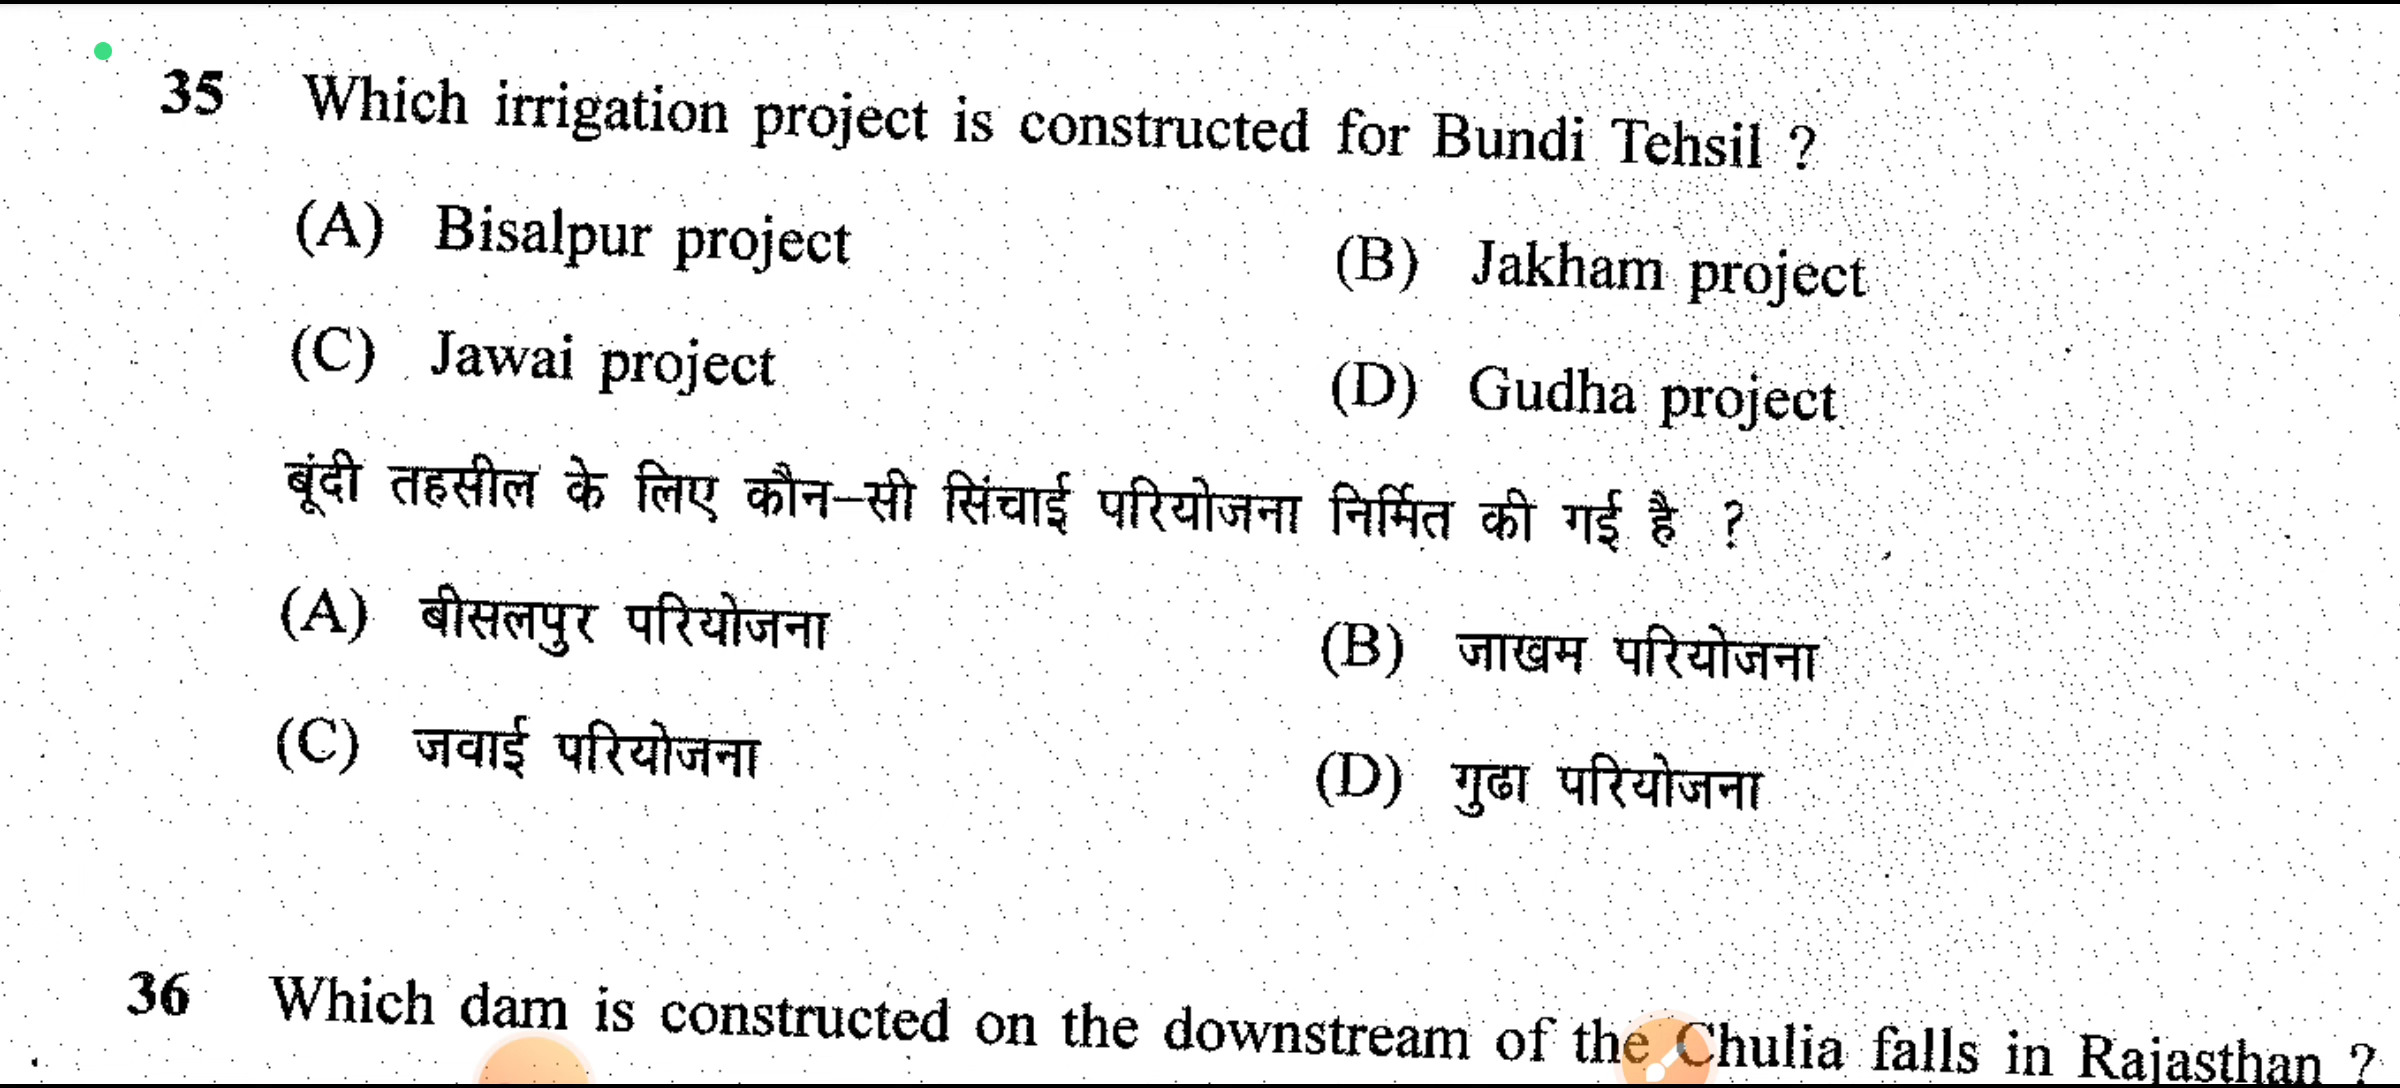 35 Which irrigation project is constructed for Bundi Tehsil ?
(A) Bisalpur project (B) Jakham project
(C) Jawai project (D) Gudha project
बूंदी तहसील के लिए कौन–सी सिंचाई परियोजना निर्मित की गई है ?
(A) बीसलपुर परियोजना (B) जाखम परियोजना
(C) जवाई परियोजना (D) गुढा परियोजना
36 Which dam is constructed on the downstream of the Chulia falls in Rajasthan ?